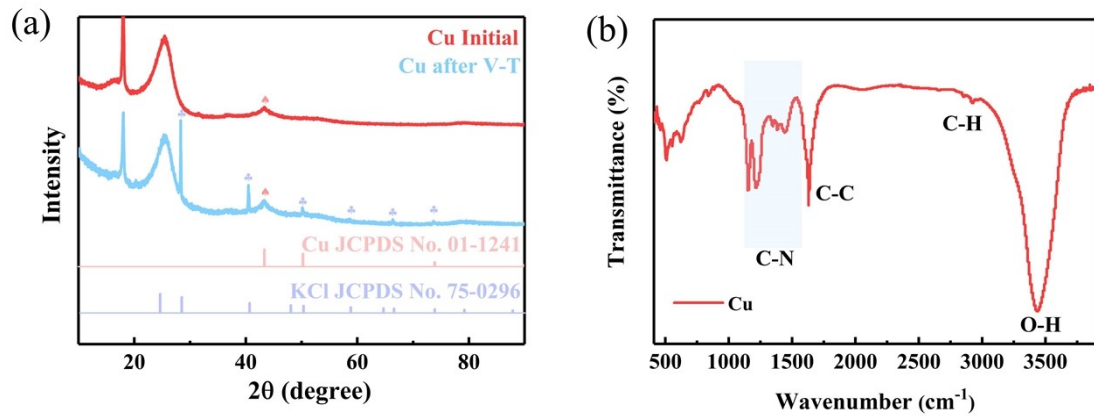 (a)
Cu Initial
Cu after V-T
Cu JCPDS No. 01-1241
KCl JCPDS No. 75-0296
Intensity
20 40 60 80
2θ (degree)
(b)
C-H
C-C
C-N
O-H
Cu
Transmittance (%)
500 1000 1500 2000 2500 3000 3500
Wavenumber (cm⁻¹)